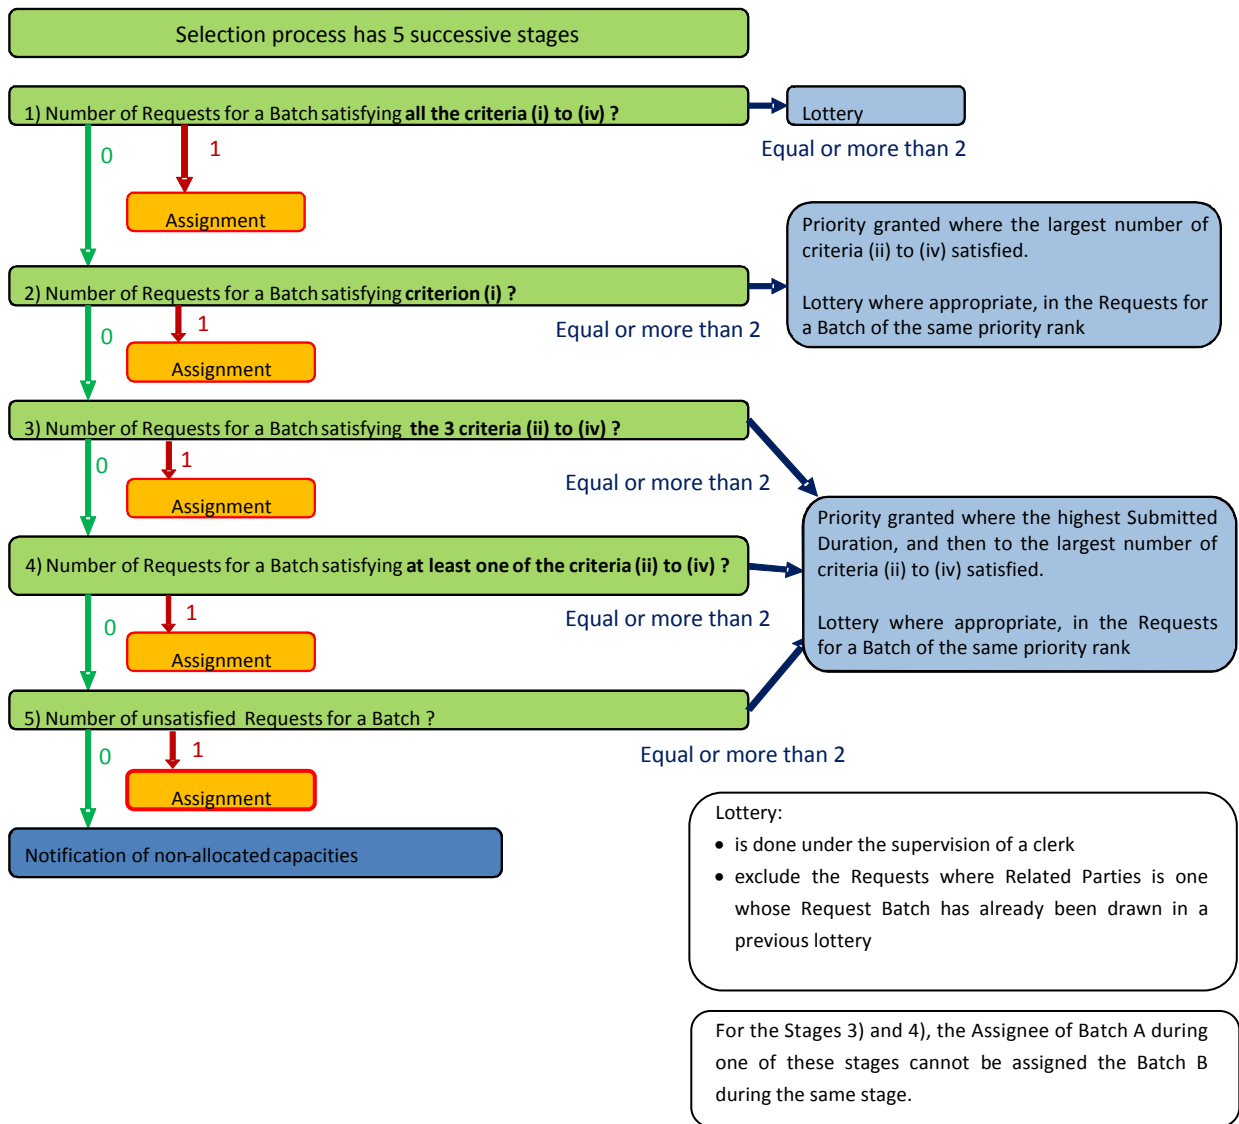 Selection process has 5 successive stages
1) Number of Requests for a Batch satisfying all the criteria (i) to (iv) ?
Lottery
0
1
Equal or more than 2
Assignment
Priority granted where the largest number of
criteria (ii) to (iv) satisfied.
Lottery where appropriate, in the Requests for
a Batch of the same priority rank
2) Number of Requests for a Batch satisfying criterion (i) ?
0
1
Equal or more than 2
Assignment
3) Number of Requests for a Batch satisfying the 3 criteria (ii) to (iv) ?
0
1
Equal or more than 2
Assignment
Priority granted where the highest Submitted
Duration, and then to the largest number of
criteria (ii) to (iv) satisfied.
Lottery where appropriate, in the Requests
for a Batch of the same priority rank
4) Number of Requests for a Batch satisfying at least one of the criteria (ii) to (iv) ?
0
1
Equal or more than 2
Assignment
5) Number of unsatisfied Requests for a Batch ?
0
1
Equal or more than 2
Assignment
Notification of non-allocated capacities
Lottery:
• is done under the supervision of a clerk
• exclude the Requests where Related Parties is one
whose Request Batch has already been drawn in a
previous lottery
For the Stages 3) and 4), the Assignee of Batch A during
one of these stages cannot be assigned the Batch B
during the same stage.